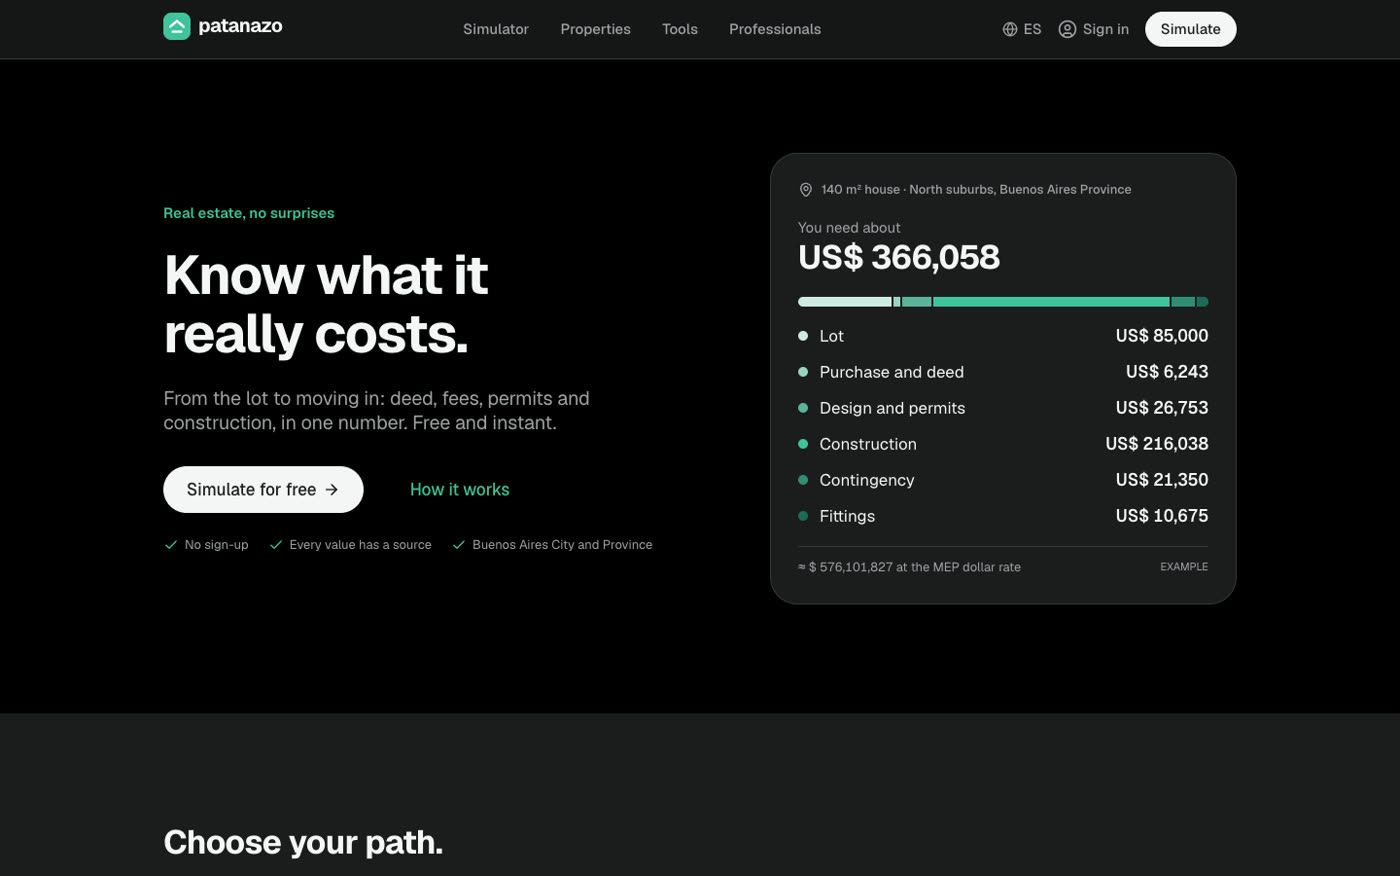 patanazo
Simulator
Properties
Tools
Professionals
ES
Sign in
Simulate
Real estate, no surprises
Know what it
really costs.
From the lot to moving in: deed, fees, permits and
construction, in one number. Free and instant.
Simulate for free →
How it works
No sign-up
Every value has a source
Buenos Aires City and Province
140 m² house · North suburbs, Buenos Aires Province
You need about
US$ 366,058
Lot US$ 85,000
Purchase and deed US$ 6,243
Design and permits US$ 26,753
Construction US$ 216,038
Contingency US$ 21,350
Fittings US$ 10,675
≈ $ 576,101,827 at the MEP dollar rate EXAMPLE
Choose your path.